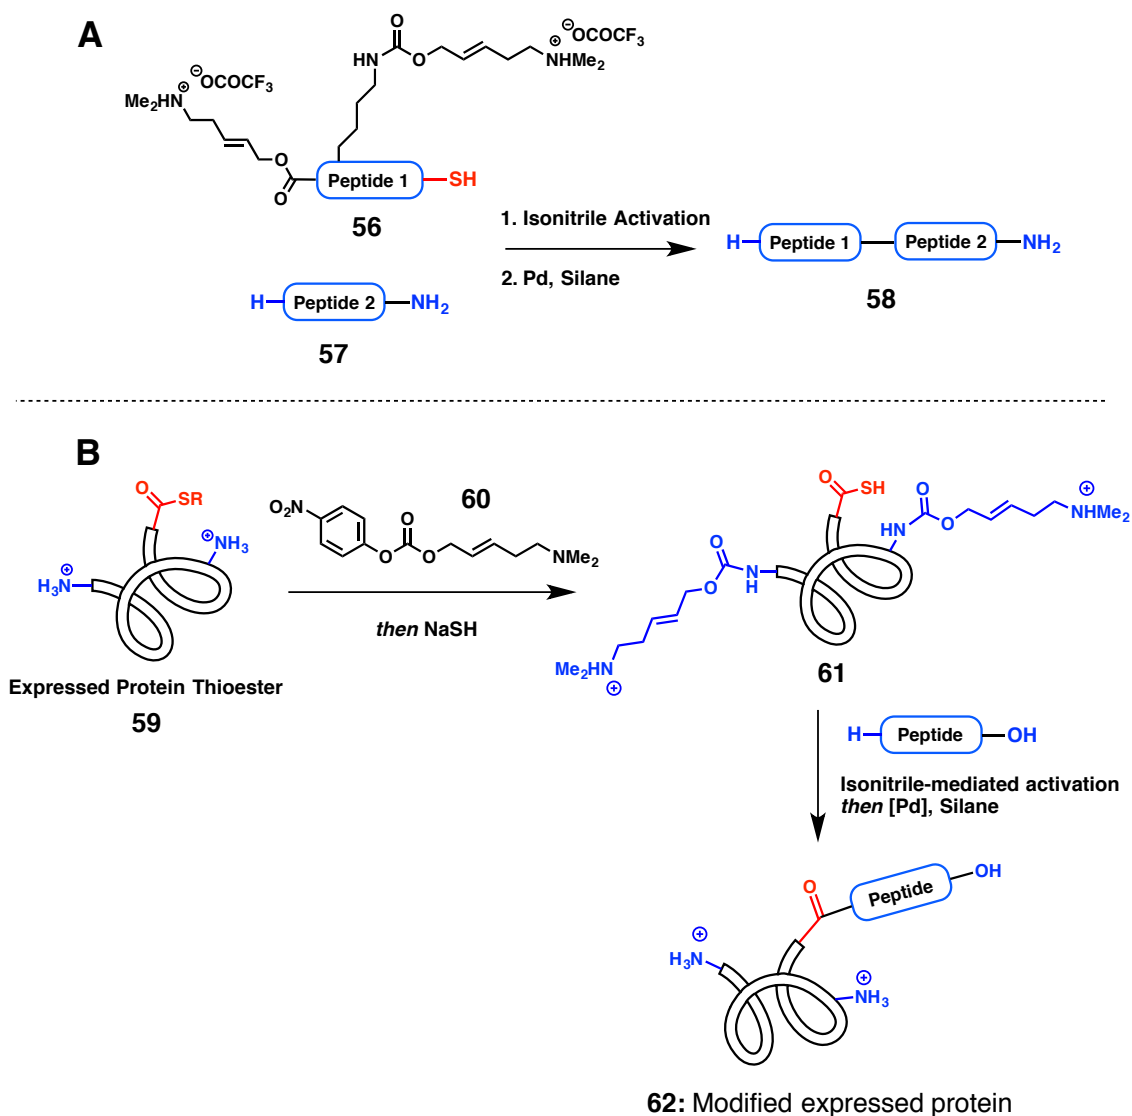 A
O
HN
O
⊕
NHMe₂
⊖OCOCF₃
⊖OCOCF₃
⊕
Me₂HN
O
O
Peptide 1
SH
56
H
Peptide 2
NH₂
57
1. Isonitrile Activation
2. Pd, Silane
H
Peptide 1
Peptide 2
NH₂
58
B
O
SR
⊕
NH₃
⊕
H₃N
Expressed Protein Thioester
59
60
O₂N
O
O
O
NMe₂
then NaSH
O
SH
O
HN
O
⊕
NHMe₂
O
O
N
H
Me₂HN
⊕
61
H
Peptide
OH
Isonitrile-mediated activation
then [Pd], Silane
O
Peptide
OH
⊕
H₃N
⊕
NH₃
62: Modified expressed protein